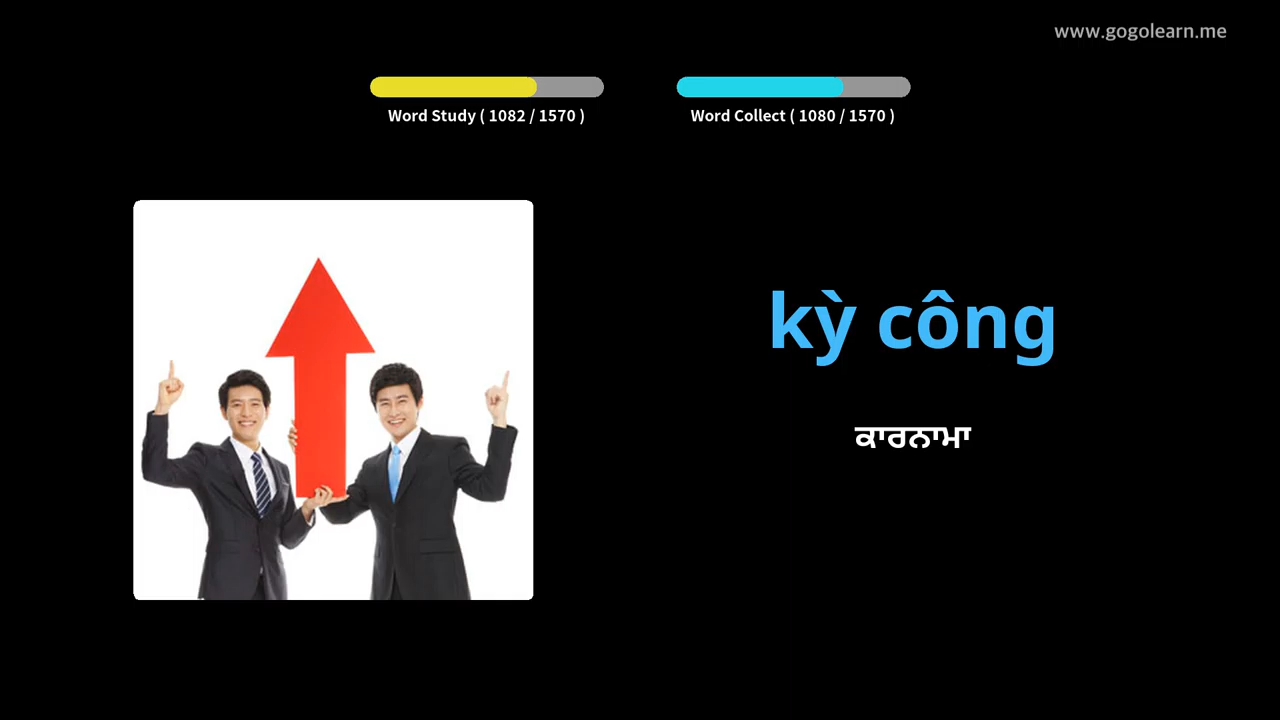 www.gogolearn.me
Word Study ( 1082 / 1570 )
Word Collect ( 1080 / 1570 )
kỳ công
ਕਾਰਨਾਮਾ